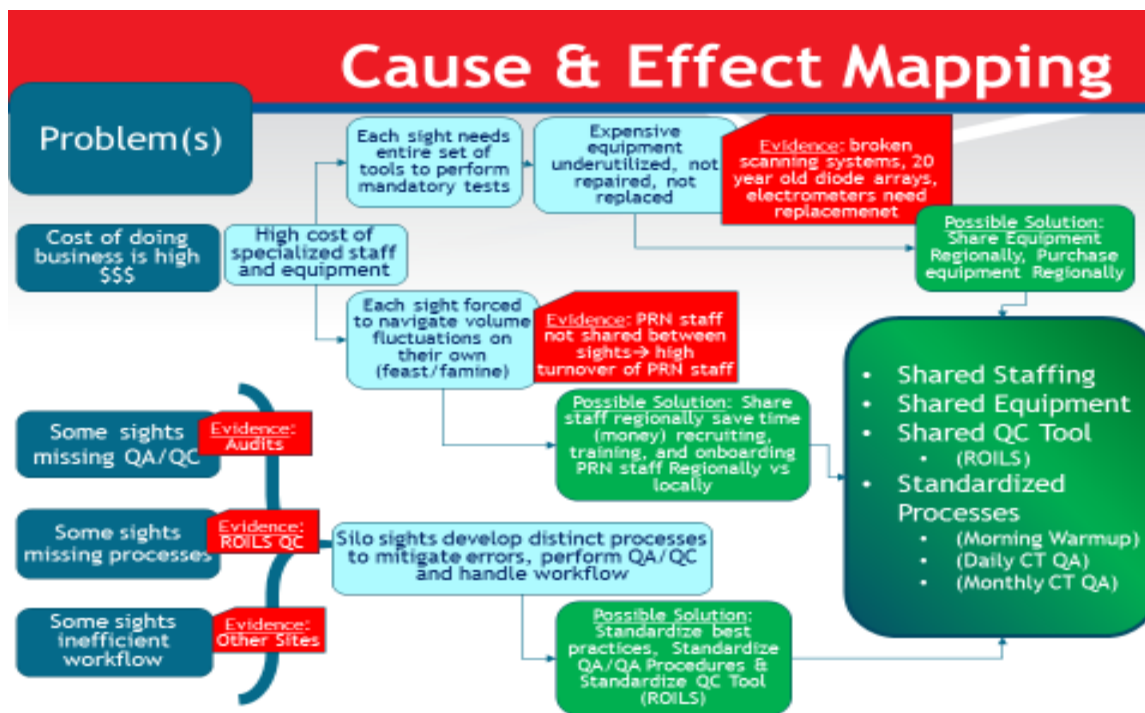 Cause & Effect Mapping
Problem(s)
Each sight needs
entire set of
tools to perform
mandatory tests
Expensive
equipment
underutilized, not
repaired, not
replaced
Evidence: broken
scanning systems, 20
year old diode arrays,
electrometers need
replacemenet
Cost of doing
business is high
$$$
High cost of
specialized staff
and equipment
Possible Solution:
Share Equipment
Regionally, Purchase
equipment Regionally
Each sight forced
to navigate volume
fluctuations on
their own
(feast/famine)
Evidence: PRN staff
not shared between
sights→ high
turnover of PRN staff
Possible Solution: Share
staff regionally save time
(money) recruiting,
training, and onboarding
PRN staff Regionally vs
locally
• Shared Staffing
• Shared Equipment
• Shared QC Tool
• (ROILS)
• Standardized
Processes
• (Morning Warmup)
• (Daily CT QA)
• (Monthly CT QA)
Some sights
missing QA/QC
Evidence:
Audits
Some sights
missing processes
Evidence:
ROILS QC
Silo sights develop distinct processes
to mitigate errors, perform QA/QC
and handle workflow
Some sights
inefficient
workflow
Evidence:
Other Sites
Possible Solution:
Standardize best
practices, Standardize
QA/QA Procedures &
Standardize QC Tool
(ROILS)